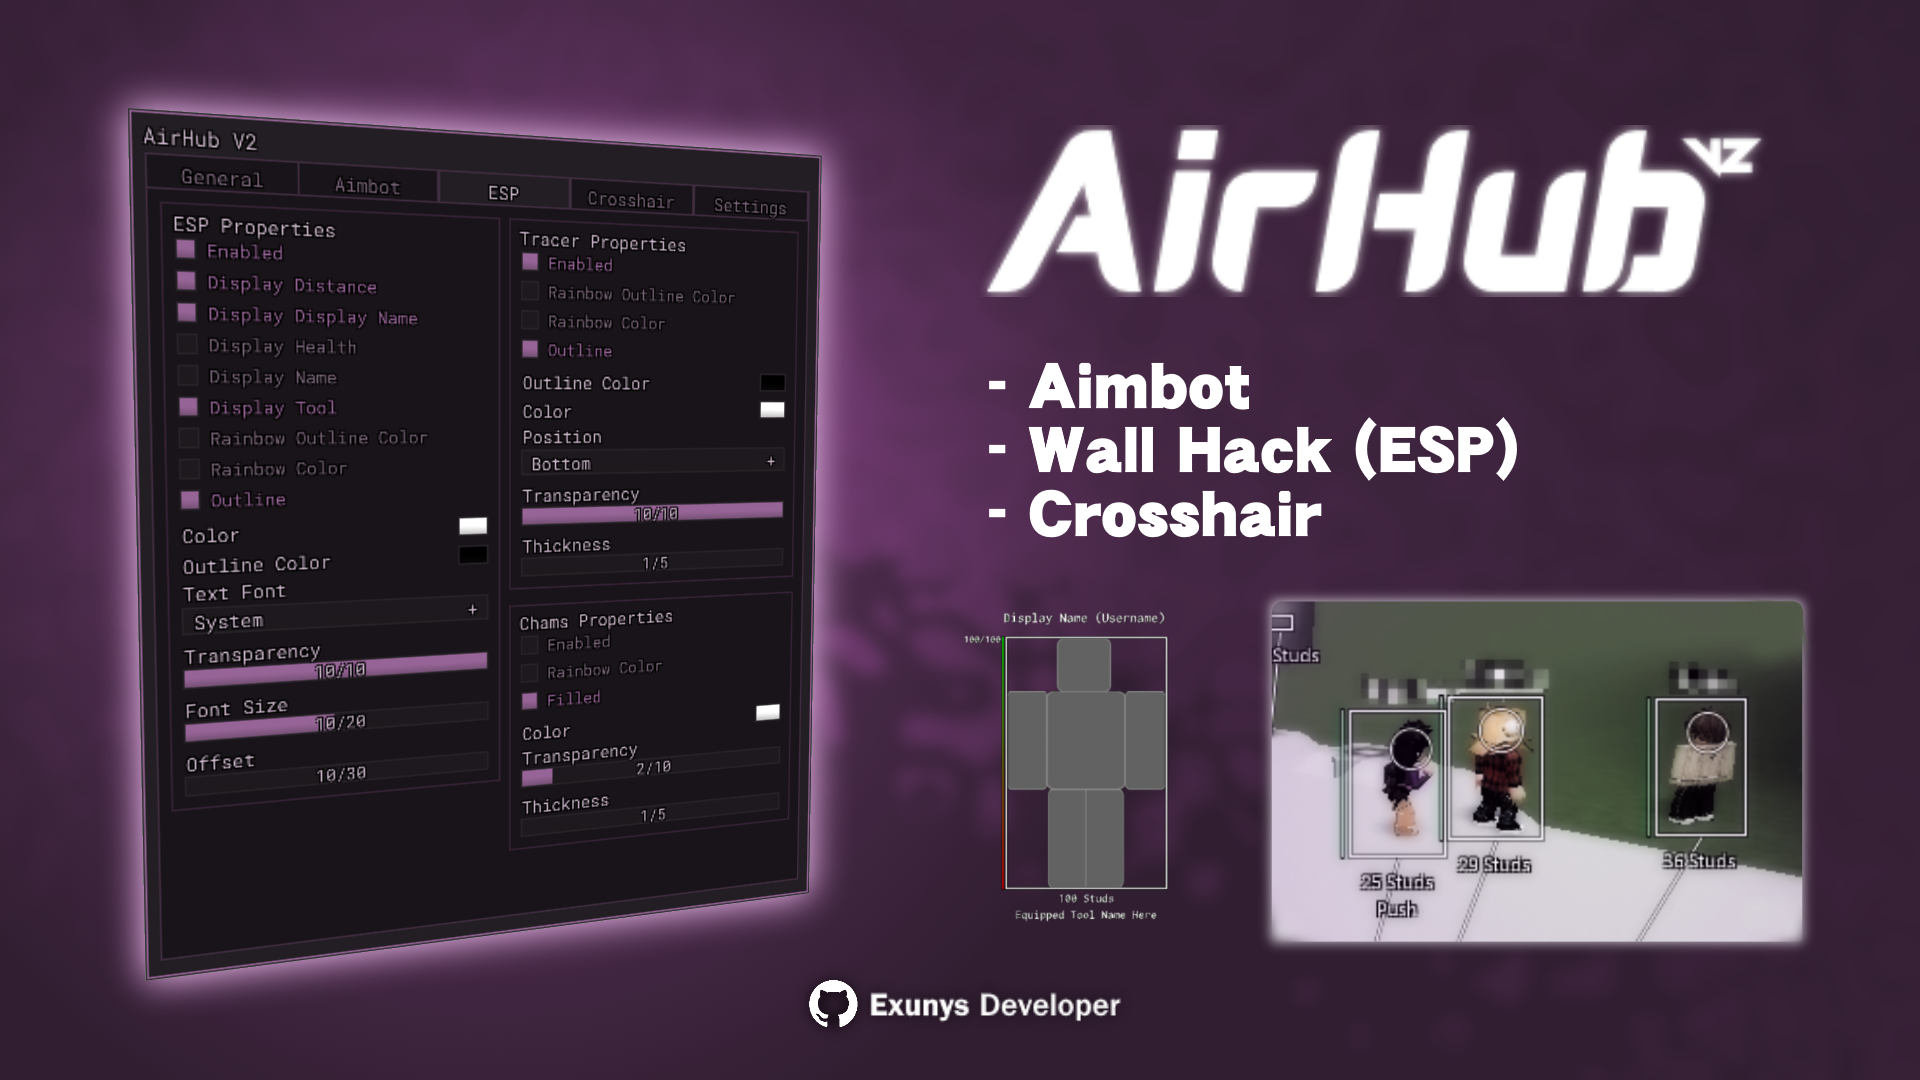 AirHub V2
General
Aimbot
ESP
Crosshair
Settings
ESP Properties
Enabled
Display Distance
Display Display Name
Display Health
Display Name
Display Tool
Rainbow Outline Color
Rainbow Color
Outline
Color
Outline Color
Text Font
System +
Transparency
10/10
Font Size
10/20
Offset
10/30
Tracer Properties
Enabled
Rainbow Outline Color
Rainbow Color
Outline
Outline Color
Color
Position
Bottom +
Transparency
10/10
Thickness
1/5
Chams Properties
Enabled
Rainbow Color
Filled
Color
Transparency
2/10
Thickness
1/5
AirHub V2
- Aimbot
- Wall Hack (ESP)
- Crosshair
Display Name (Username)
100/100
100 Studs
Equipped Tool Name Here
Studs
25 Studs
Push
29 Studs
36 Studs
Exunys Developer